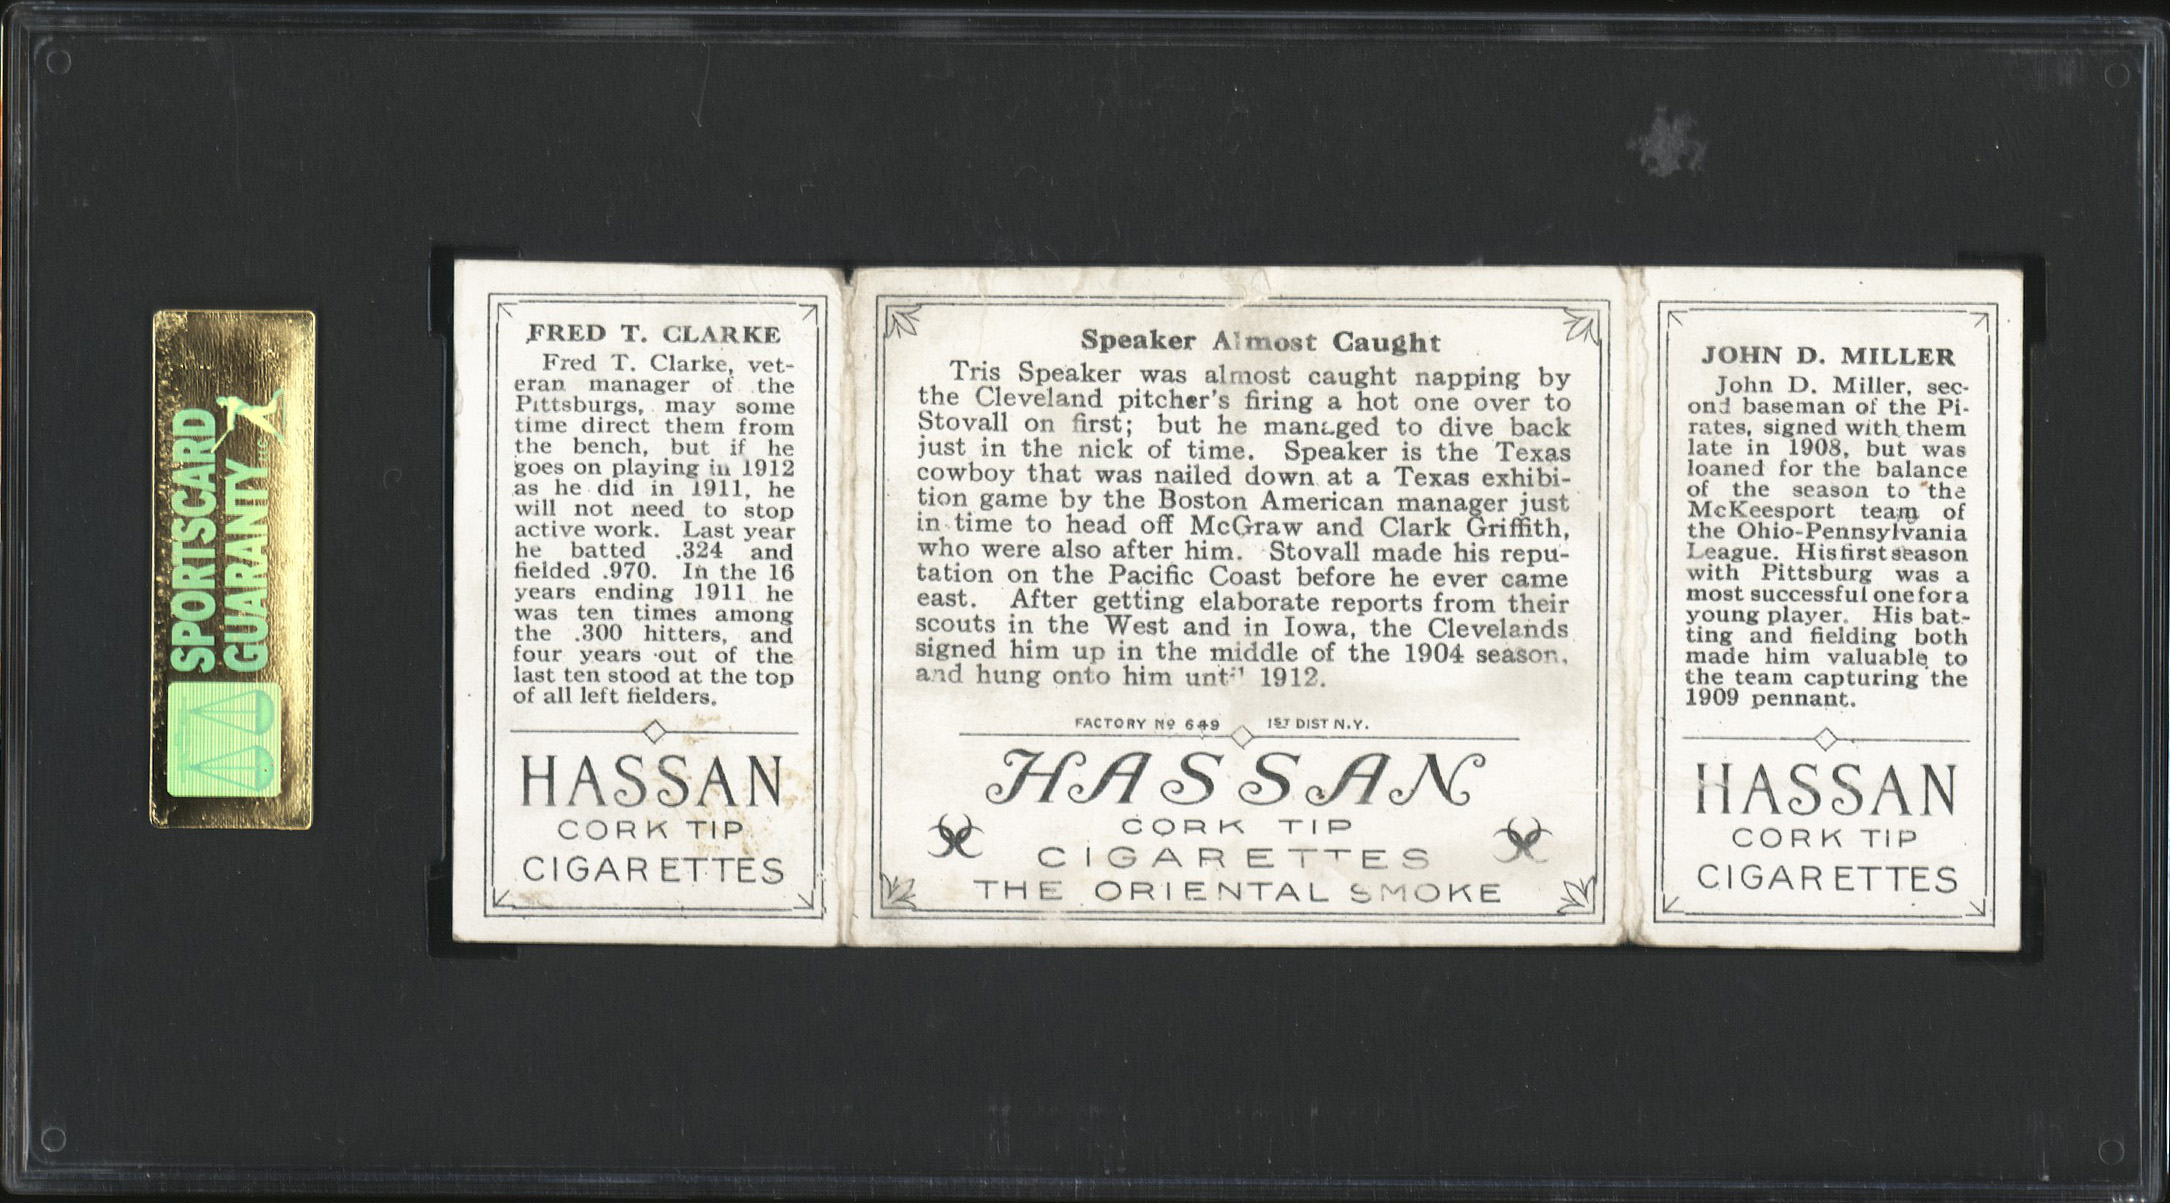 SPORTSCARD
GUARANTY LLC
FRED T. CLARKE
Fred T. Clarke, vet-
eran manager of the
Pittsburgs, may some
time direct them from
the bench, but if he
goes on playing in 1912
as he did in 1911, he
will not need to stop
active work. Last year
he batted .324 and
fielded .970. In the 16
years ending 1911 he
was ten times among
the .300 hitters, and
four years out of the
last ten stood at the top
of all left fielders.
HASSAN
CORK TIP
CIGARETTES
Speaker Almost Caught
Tris Speaker was almost caught napping by
the Cleveland pitcher's firing a hot one over to
Stovall on first; but he managed to dive back
just in the nick of time. Speaker is the Texas
cowboy that was nailed down at a Texas exhibi-
tion game by the Boston American manager just
in time to head off McGraw and Clark Griffith,
who were also after him. Stovall made his repu-
tation on the Pacific Coast before he ever came
east. After getting elaborate reports from their
scouts in the West and in Iowa, the Clevelands
signed him up in the middle of the 1904 season,
and hung onto him until 1912.
FACTORY No 649 1ST DIST N.Y.
HASSAN
CORK TIP
CIGARETTES
THE ORIENTAL SMOKE
JOHN D. MILLER
John D. Miller, sec-
ond baseman of the Pi-
rates, signed with them
late in 1908, but was
loaned for the balance
of the season to the
McKeesport team of
the Ohio-Pennsylvania
League. His first season
with Pittsburg was a
most successful one for a
young player. His bat-
ting and fielding both
made him valuable to
the team capturing the
1909 pennant.
HASSAN
CORK TIP
CIGARETTES